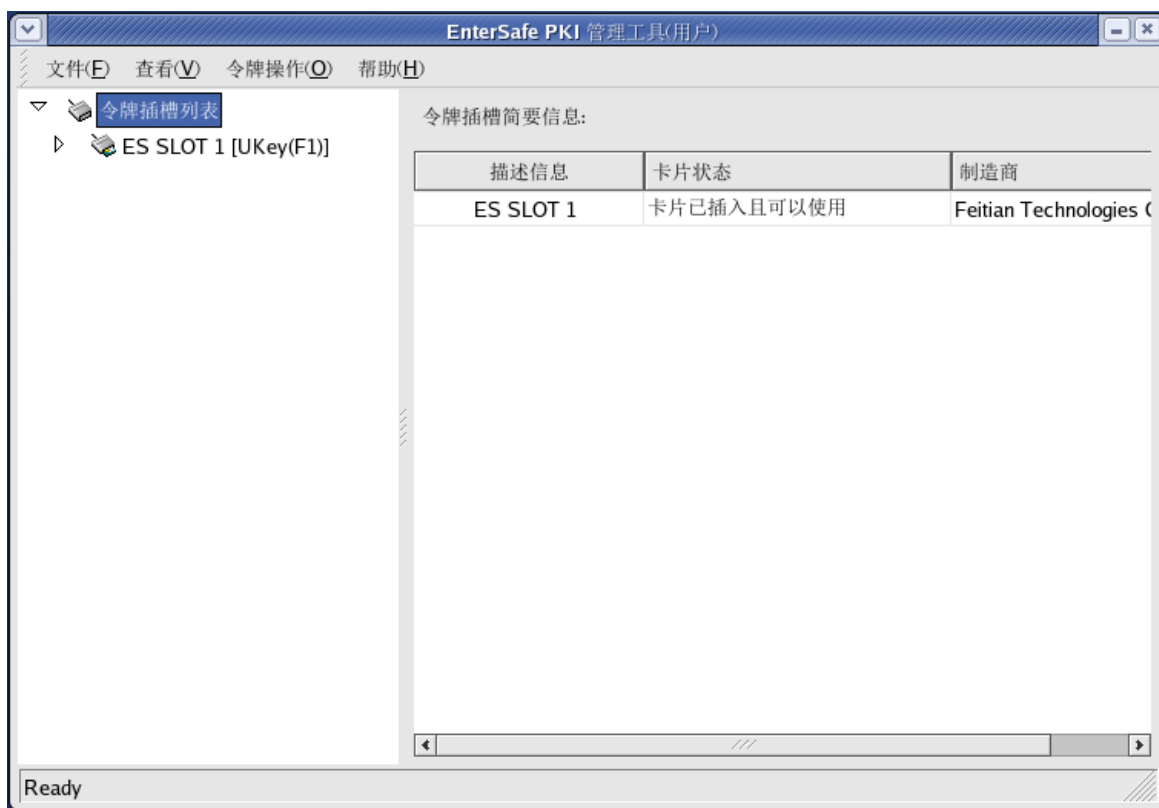 EnterSafe PKI 管理工具(用户)
文件(F) 查看(V) 令牌操作(O) 帮助(H)
令牌插槽列表
ES SLOT 1 [UKey(F1)]
令牌插槽简要信息:
描述信息 卡片状态 制造商
ES SLOT 1 卡片已插入且可以使用 Feitian Technologies
Ready